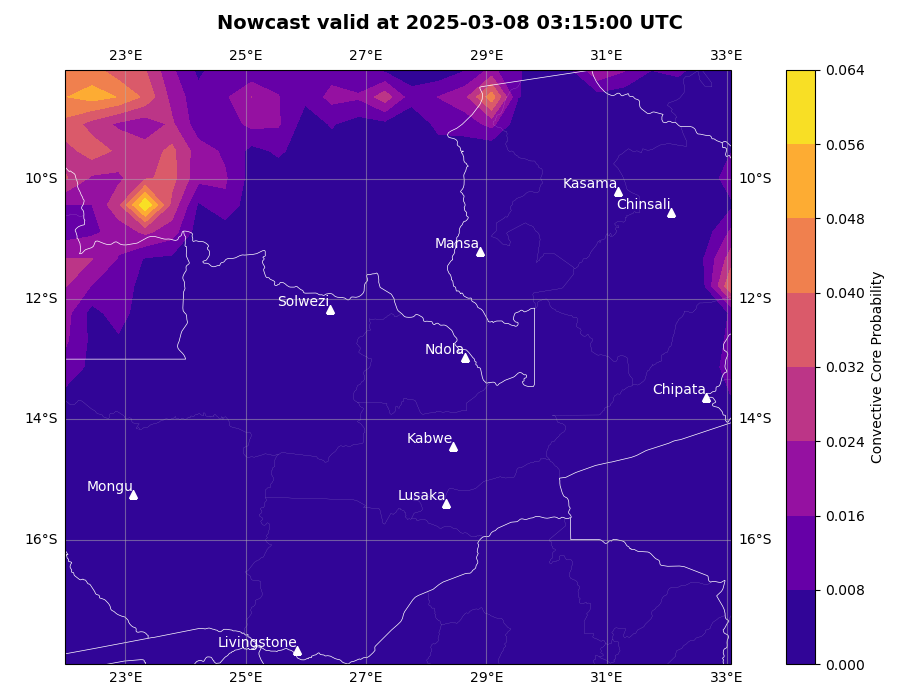 Nowcast valid at 2025-03-08 03:15:00 UTC
23°E 25°E 27°E 29°E 31°E 33°E
0.064
0.056
10°S 10°S
Kasama
Chinsali
0.048
Mansa
0.040
12°S 12°S
Solwezi
Ndola
0.032
Chipata
14°S 14°S
Kabwe
0.024
Mongu
Lusaka
0.016
16°S 16°S
0.008
Livingstone
0.000
Convective Core Probability
23°E 25°E 27°E 29°E 31°E 33°E